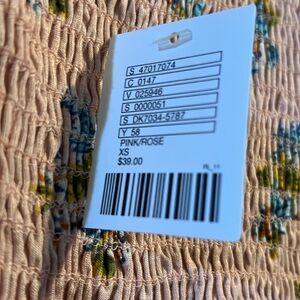 S 47017074
C 0147
V 025946
S 0000051
S DK7034-5787
Y 58
PINK/ROSE
XS
$39.00